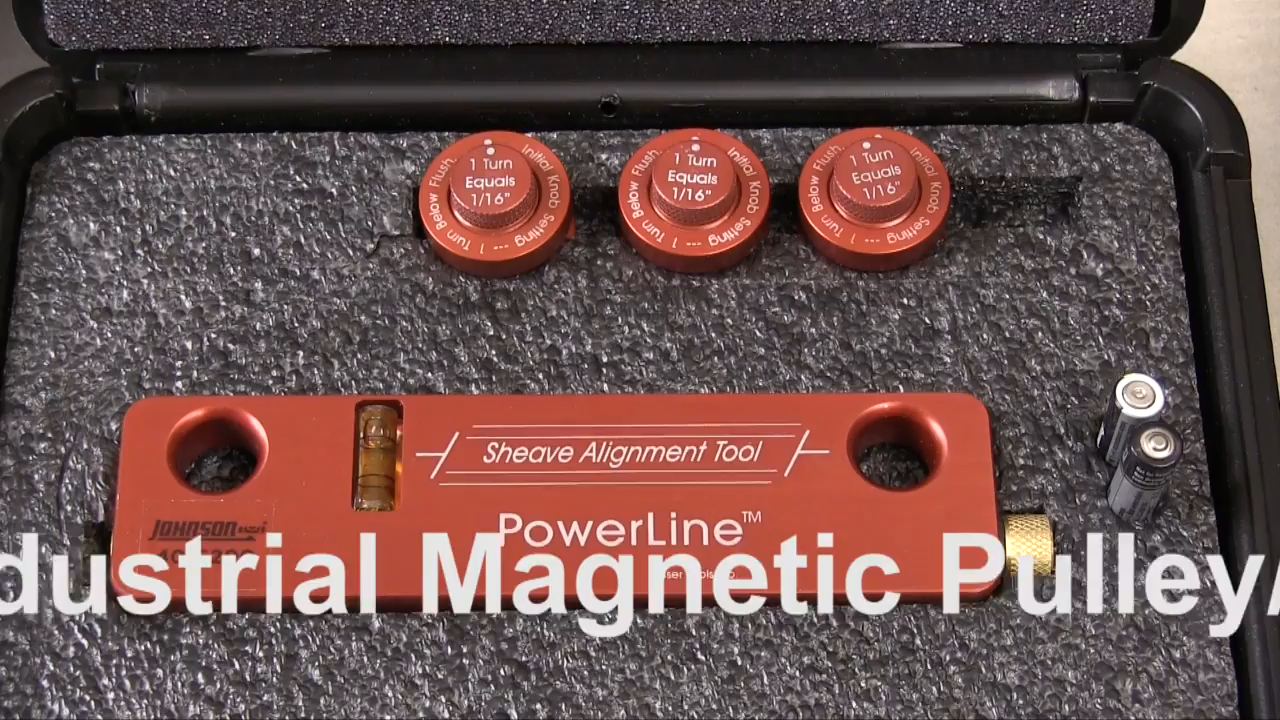 1 Turn
Equals
1/16"
Initial Knob Setting --- 1 Turn Below Flush
1 Turn
Equals
1/16"
Initial Knob Setting --- 1 Turn Below Flush
1 Turn
Equals
1/16"
Initial Knob Setting --- 1 Turn Below Flush
Sheave Alignment Tool
PowerLine™
JOHNSON
dustrial Magnetic Pulley/